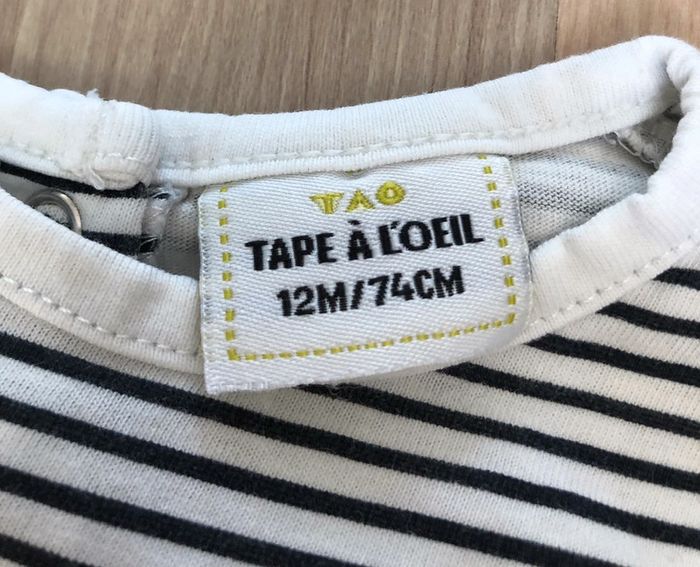 TAO
TAPE À L'OEIL
12M/74CM